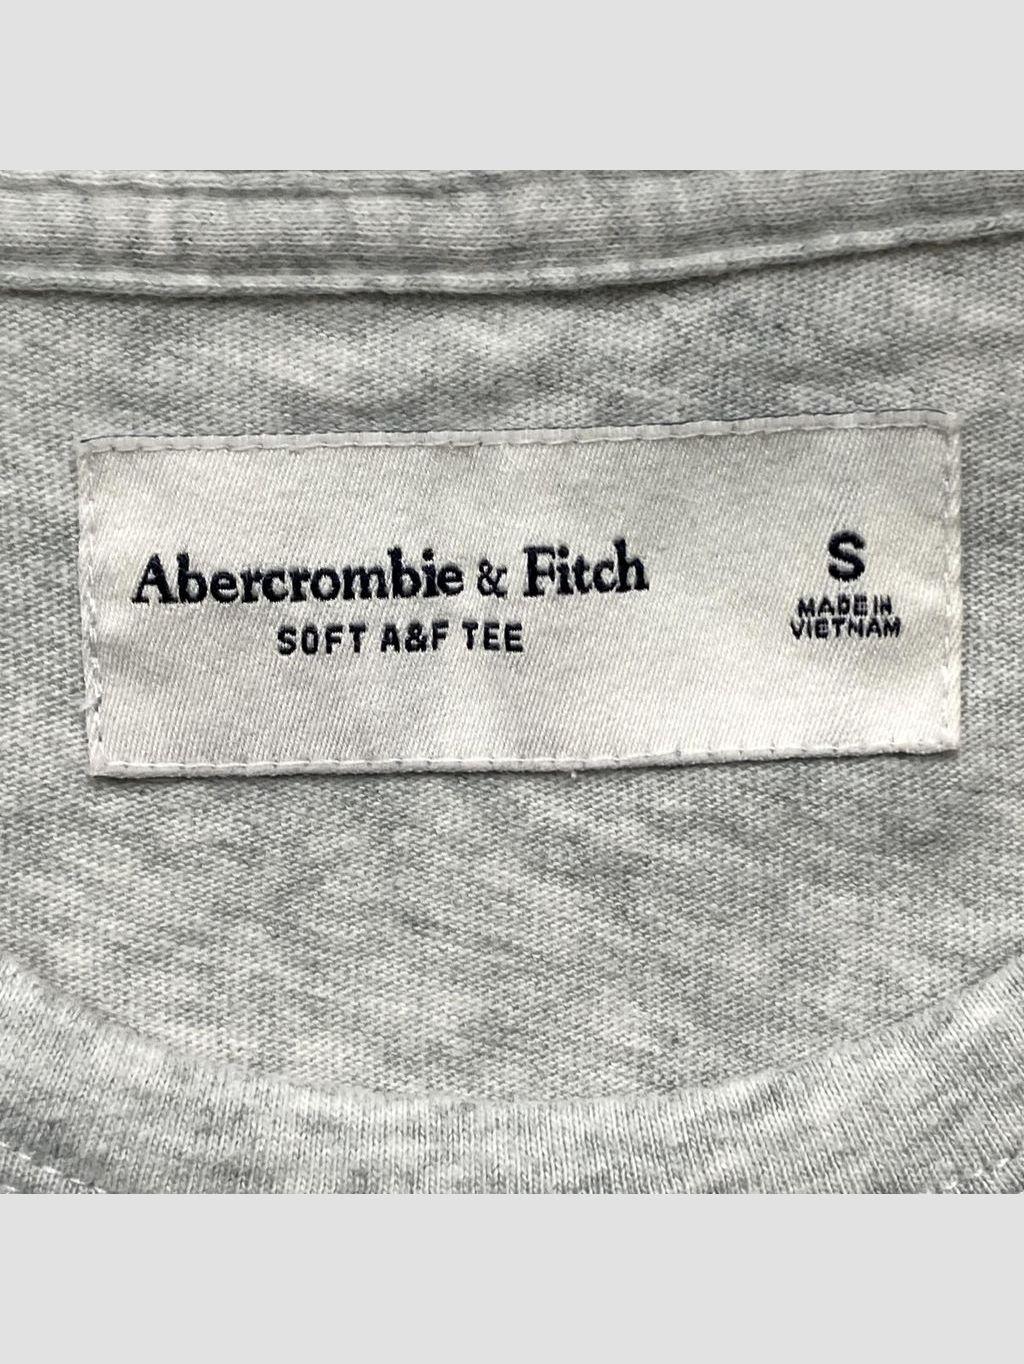 Abercrombie & Fitch
SOFT A&F TEE
S
MADE IN
VIETNAM